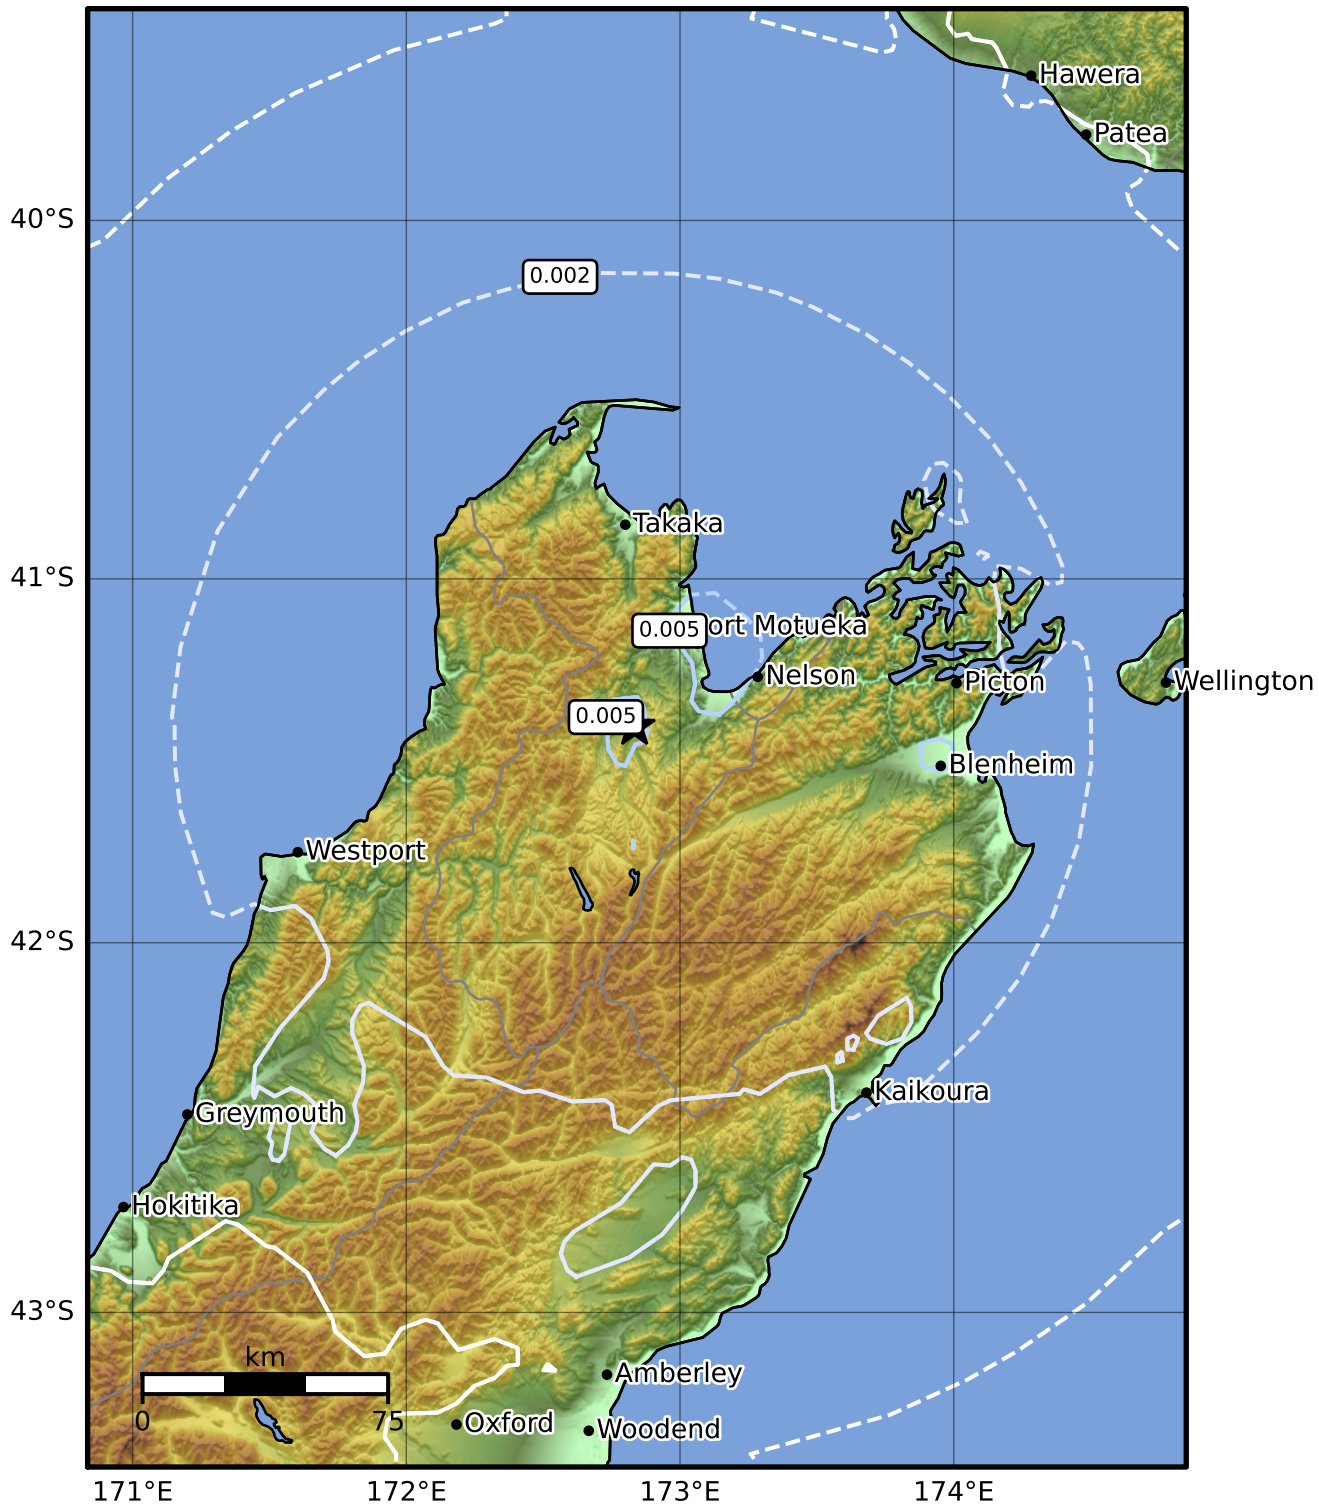 Hawera
Patea
40°S
0.002
Takaka
41°S
0.005
ort Motueka
Nelson
Picton
Wellington
0.005
Blenheim
Westport
42°S
Kaikoura
Greymouth
Hokitika
43°S
km
0 75
Amberley
Oxford
Woodend
171°E 172°E 173°E 174°E